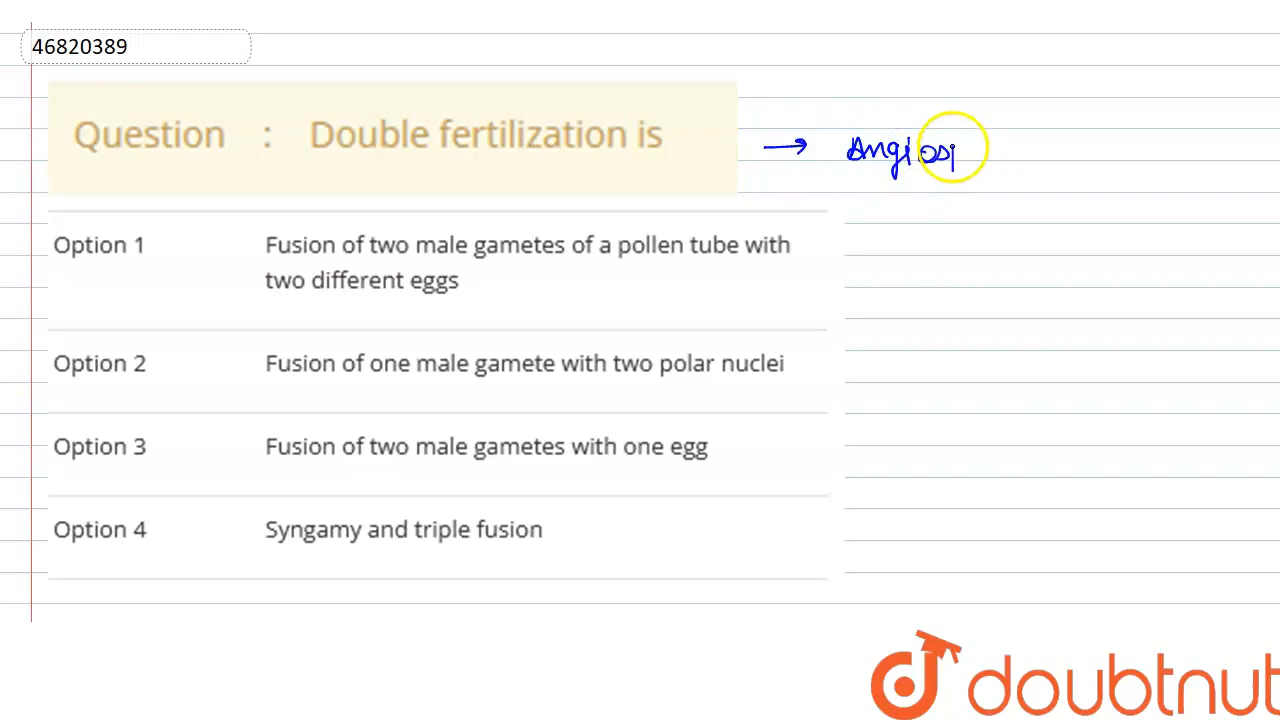 46820389
Question : Double fertilization is
→ Angiosp
Option 1 Fusion of two male gametes of a pollen tube with
two different eggs
Option 2 Fusion of one male gamete with two polar nuclei
Option 3 Fusion of two male gametes with one egg
Option 4 Syngamy and triple fusion
doubtnut